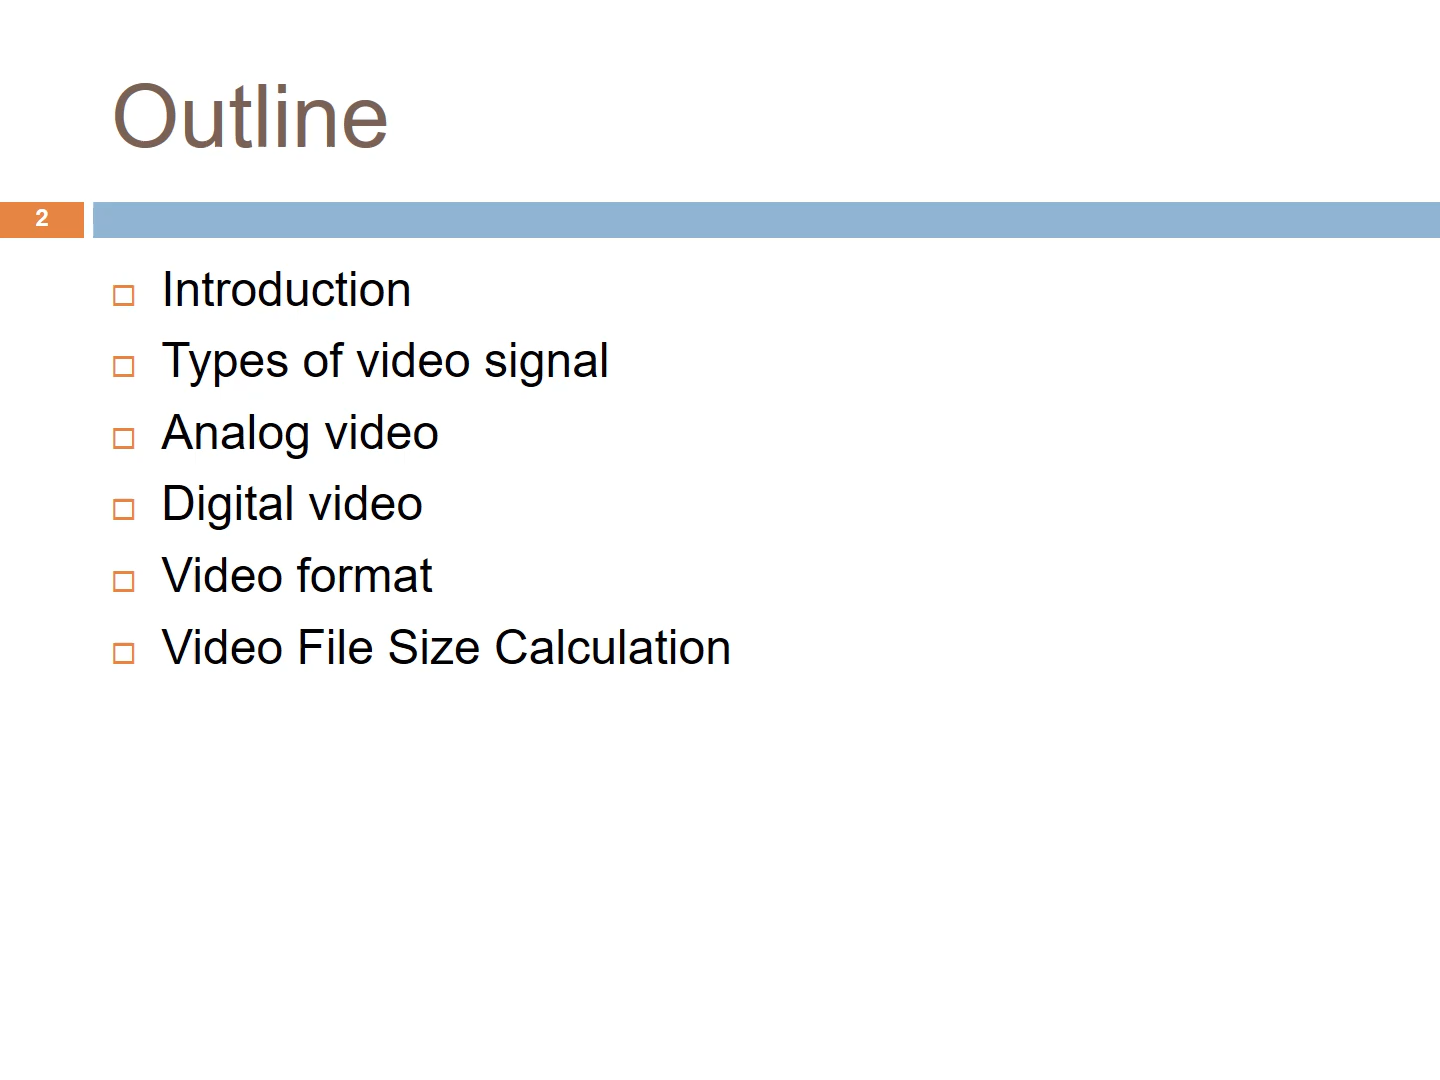 Outline
2
Introduction
Types of video signal
Analog video
Digital video
Video format
Video File Size Calculation